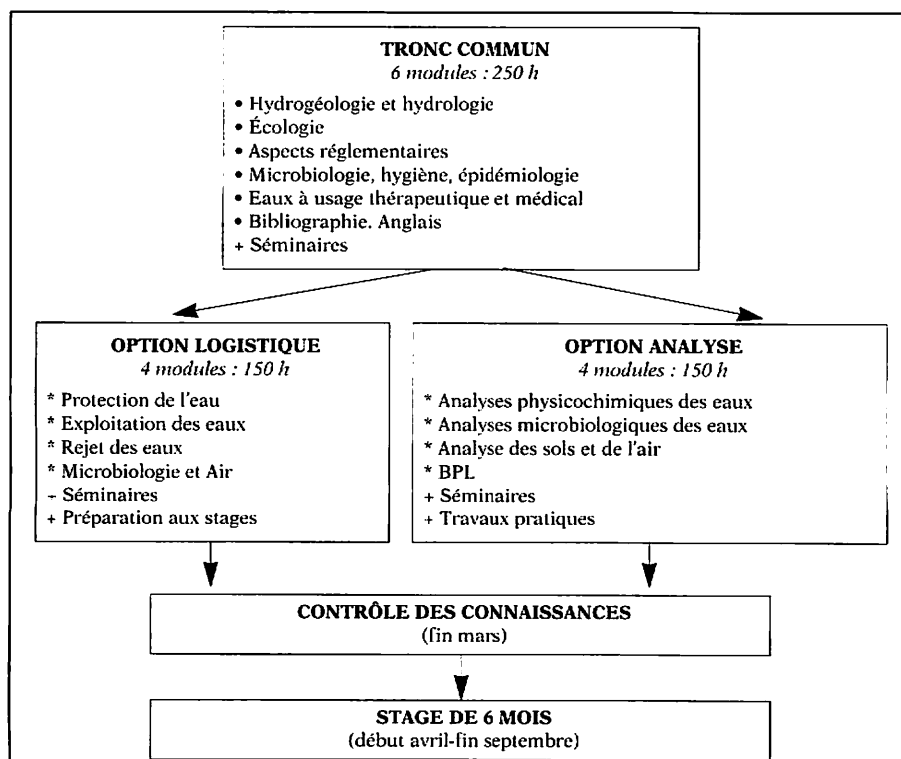 TRONC COMMUN
6 modules : 250 h
• Hydrogéologie et hydrologie
• Écologie
• Aspects réglementaires
• Microbiologie, hygiène, épidémiologie
• Eaux à usage thérapeutique et médical
• Bibliographie. Anglais
+ Séminaires
OPTION LOGISTIQUE
4 modules : 150 h
* Protection de l'eau
* Exploitation des eaux
* Rejet des eaux
* Microbiologie et Air
– Séminaires
+ Préparation aux stages
OPTION ANALYSE
4 modules : 150 h
* Analyses physicochimiques des eaux
* Analyses microbiologiques des eaux
* Analyse des sols et de l'air
* BPL
+ Séminaires
+ Travaux pratiques
CONTRÔLE DES CONNAISSANCES
(fin mars)
STAGE DE 6 MOIS
(début avril-fin septembre)